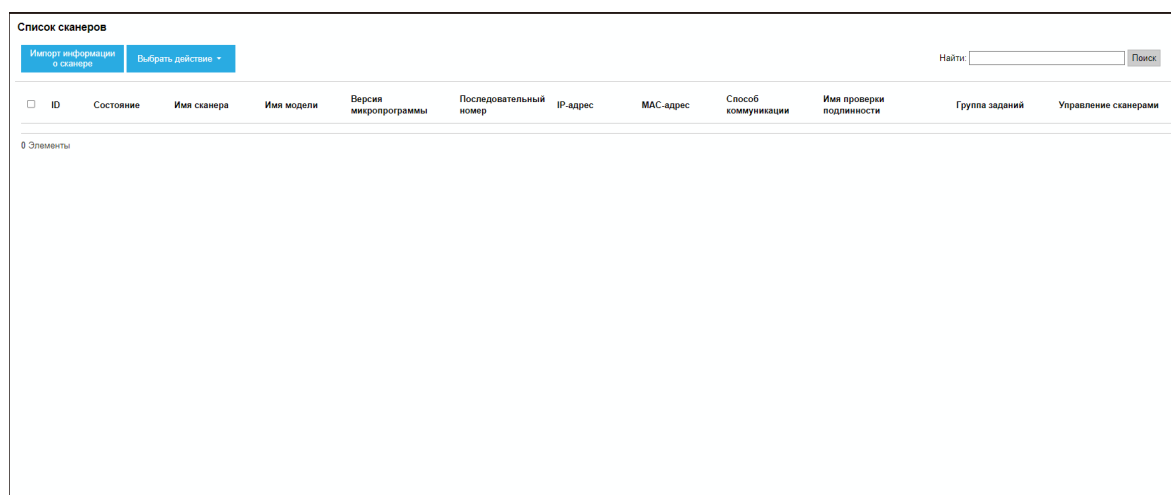 Список сканеров
Импорт информации
о сканере
Выбрать действие
Найти:
Поиск
ID
Состояние
Имя сканера
Имя модели
Версия
микропрограммы
Последовательный
номер
IP-адрес
MAC-адрес
Способ
коммуникации
Имя проверки
подлинности
Группа заданий
Управление сканерами
0 Элементы